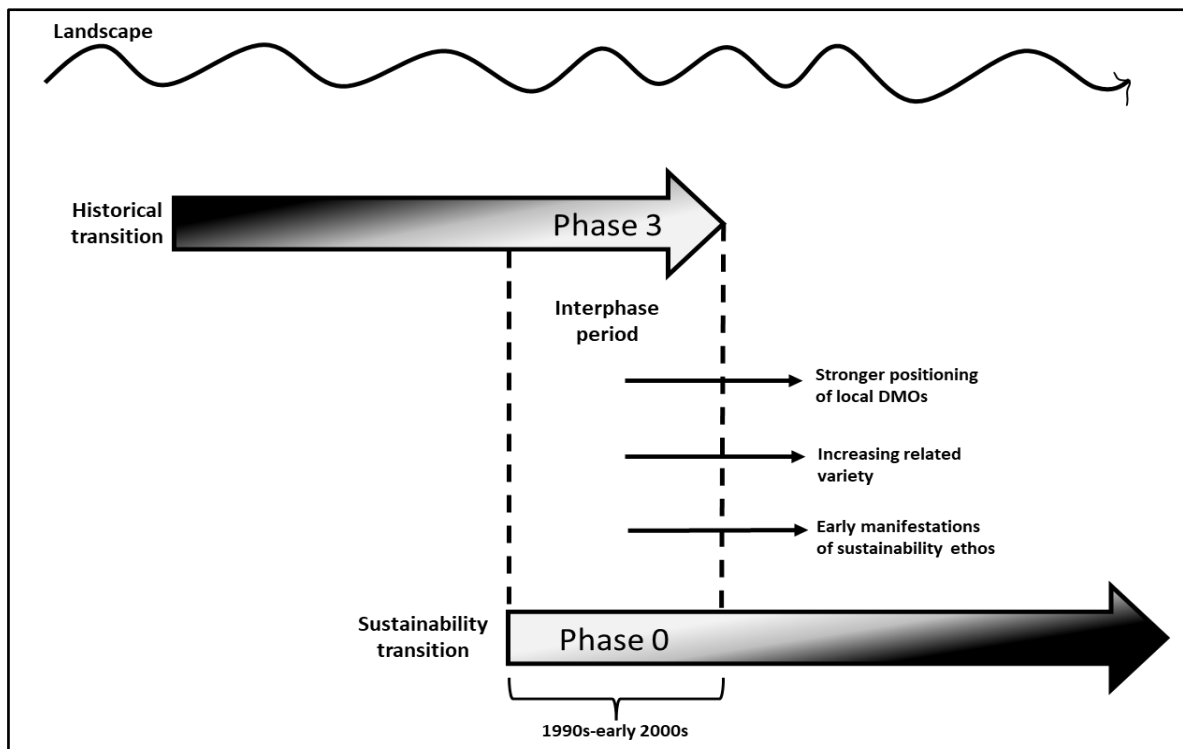 Landscape
Historical
transition
Phase 3
Interphase
period
Stronger positioning
of local DMOs
Increasing related
variety
Early manifestations
of sustainability ethos
Sustainability
transition
Phase 0
1990s-early 2000s